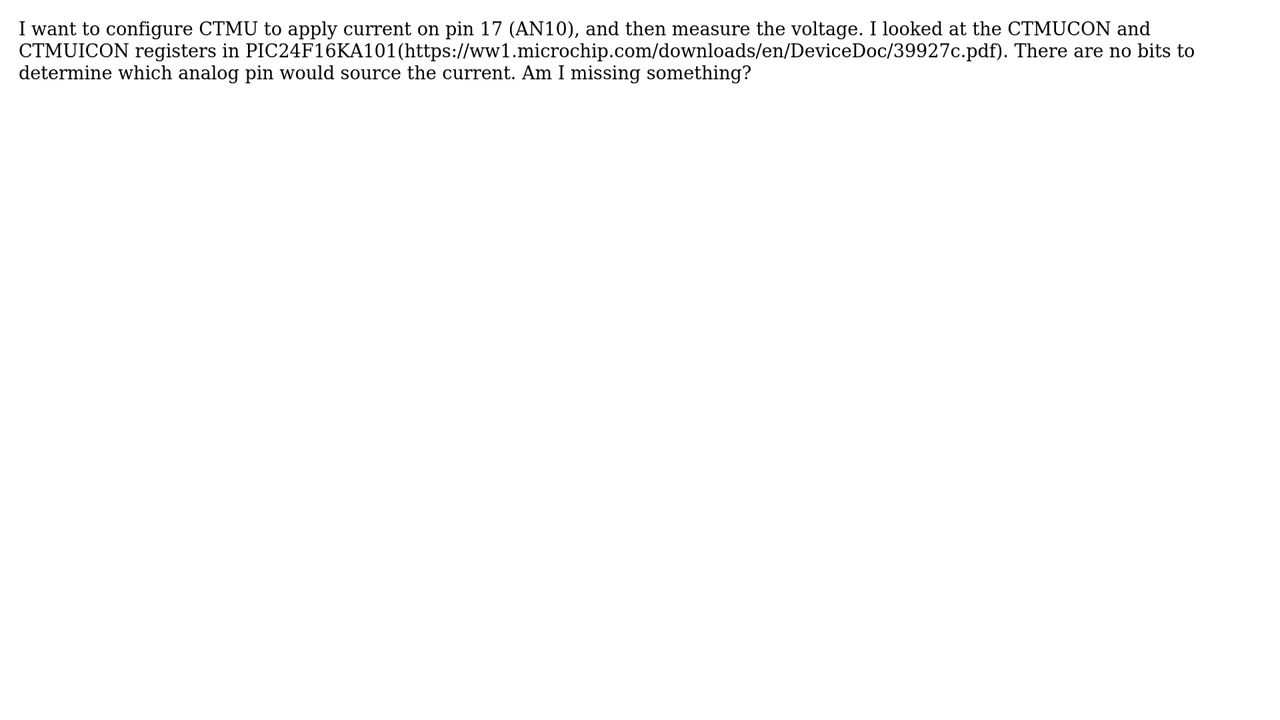 I want to configure CTMU to apply current on pin 17 (AN10), and then measure the voltage. I looked at the CTMUCON and
CTMUICON registers in PIC24F16KA101(https://ww1.microchip.com/downloads/en/DeviceDoc/39927c.pdf). There are no bits to
determine which analog pin would source the current. Am I missing something?